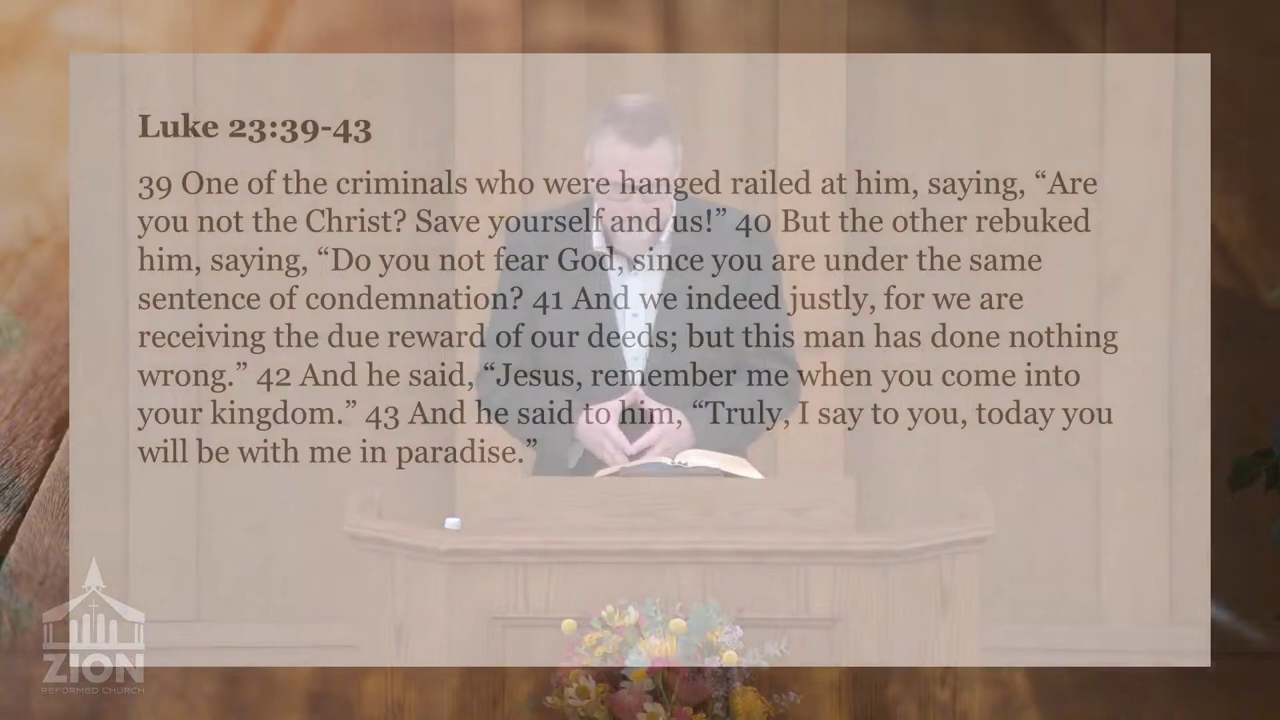 Luke 23:39-43
39 One of the criminals who were hanged railed at him, saying, “Are
you not the Christ? Save yourself and us!” 40 But the other rebuked
him, saying, “Do you not fear God, since you are under the same
sentence of condemnation? 41 And we indeed justly, for we are
receiving the due reward of our deeds; but this man has done nothing
wrong.” 42 And he said, “Jesus, remember me when you come into
your kingdom.” 43 And he said to him, “Truly, I say to you, today you
will be with me in paradise.”
ZION
REFORMED CHURCH